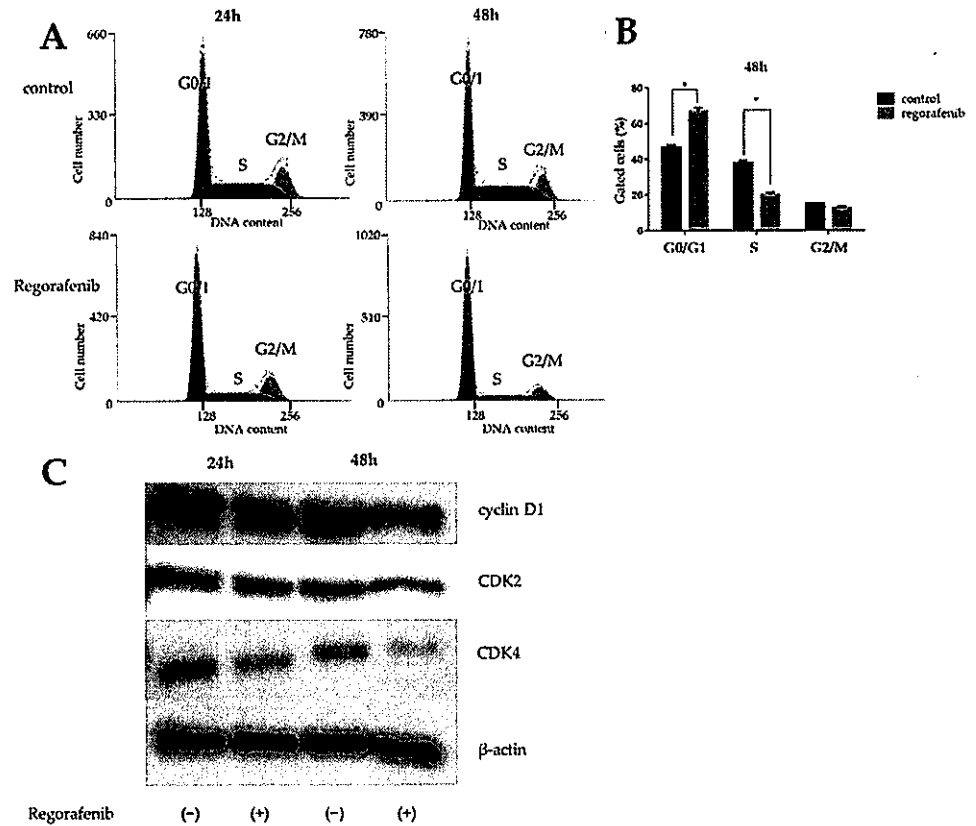 A
24h
48h
control
660
330
0
Cell number
G0/1
S
G2/M
128
256
DNA content
780
390
0
Cell number
G0/1
S
G2/M
128
256
DNA content
Regorafenib
840
420
0
Cell number
G0/1
S
G2/M
128
256
DNA content
1020
510
0
Cell number
G0/1
S
G2/M
128
256
DNA content
B
48h
Gated cells (%)
80
60
40
20
0
*
*
G0/G1
S
G2/M
control
regorafenib
C
24h
48h
cyclin D1
CDK2
CDK4
β-actin
Regorafenib (-) (+) (-) (+)